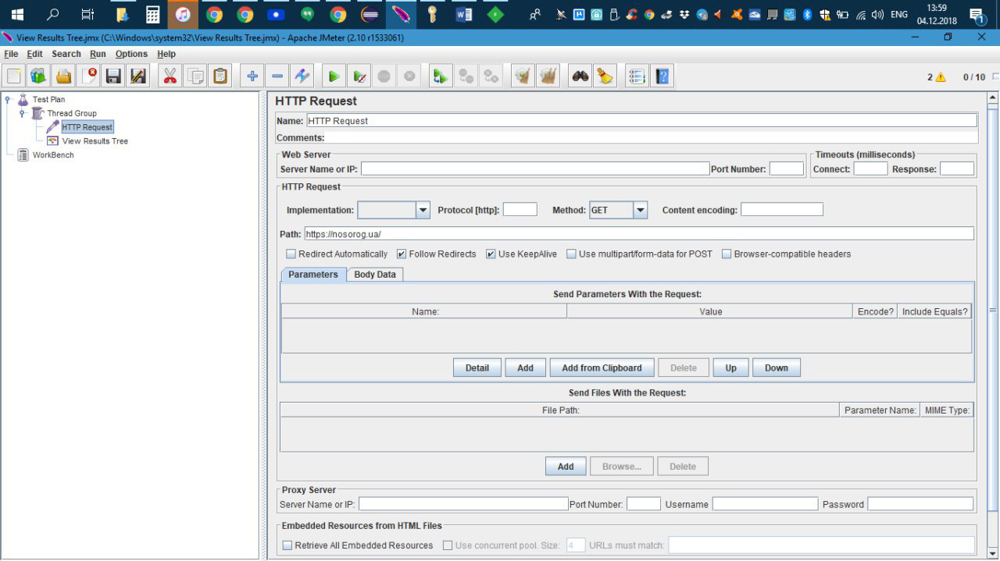 13:59
ENG
04.12.2018
View Results Tree.jmx (C:\Windows\system32\View Results Tree.jmx) - Apache JMeter (2.10 r1533061)
File Edit Search Run Options Help
2 0 / 10
Test Plan
Thread Group
HTTP Request
View Results Tree
WorkBench
HTTP Request
Name: HTTP Request
Comments:
Web Server
Server Name or IP: Port Number:
Timeouts (milliseconds)
Connect: Response:
HTTP Request
Implementation: Protocol [http]: Method: GET Content encoding:
Path: https://nosorog.ua/
Redirect Automatically Follow Redirects Use KeepAlive Use multipart/form-data for POST Browser-compatible headers
Parameters Body Data
Send Parameters With the Request:
Name: Value Encode? Include Equals?
Detail Add Add from Clipboard Delete Up Down
Send Files With the Request:
File Path: Parameter Name: MIME Type:
Add Browse... Delete
Proxy Server
Server Name or IP: Port Number: Username Password
Embedded Resources from HTML Files
Retrieve All Embedded Resources Use concurrent pool. Size: 4 URLs must match: